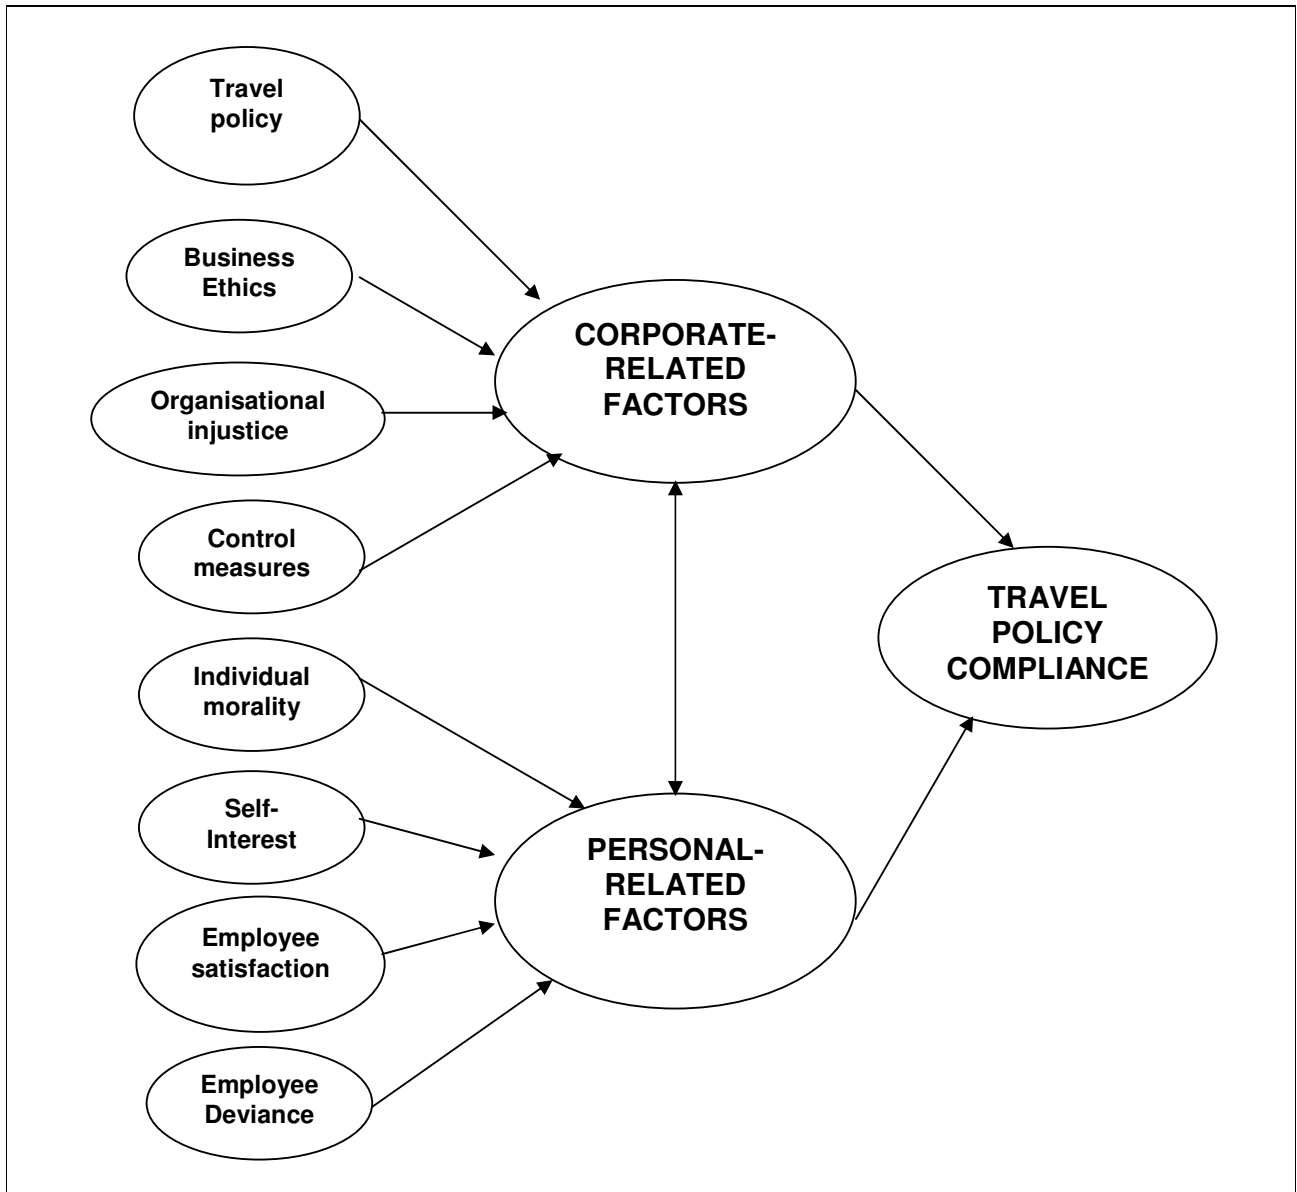 Travel
policy
Business
Ethics
Organisational
injustice
Control
measures
Individual
morality
Self-
Interest
Employee
satisfaction
Employee
Deviance
CORPORATE-
RELATED
FACTORS
PERSONAL-
RELATED
FACTORS
TRAVEL
POLICY
COMPLIANCE